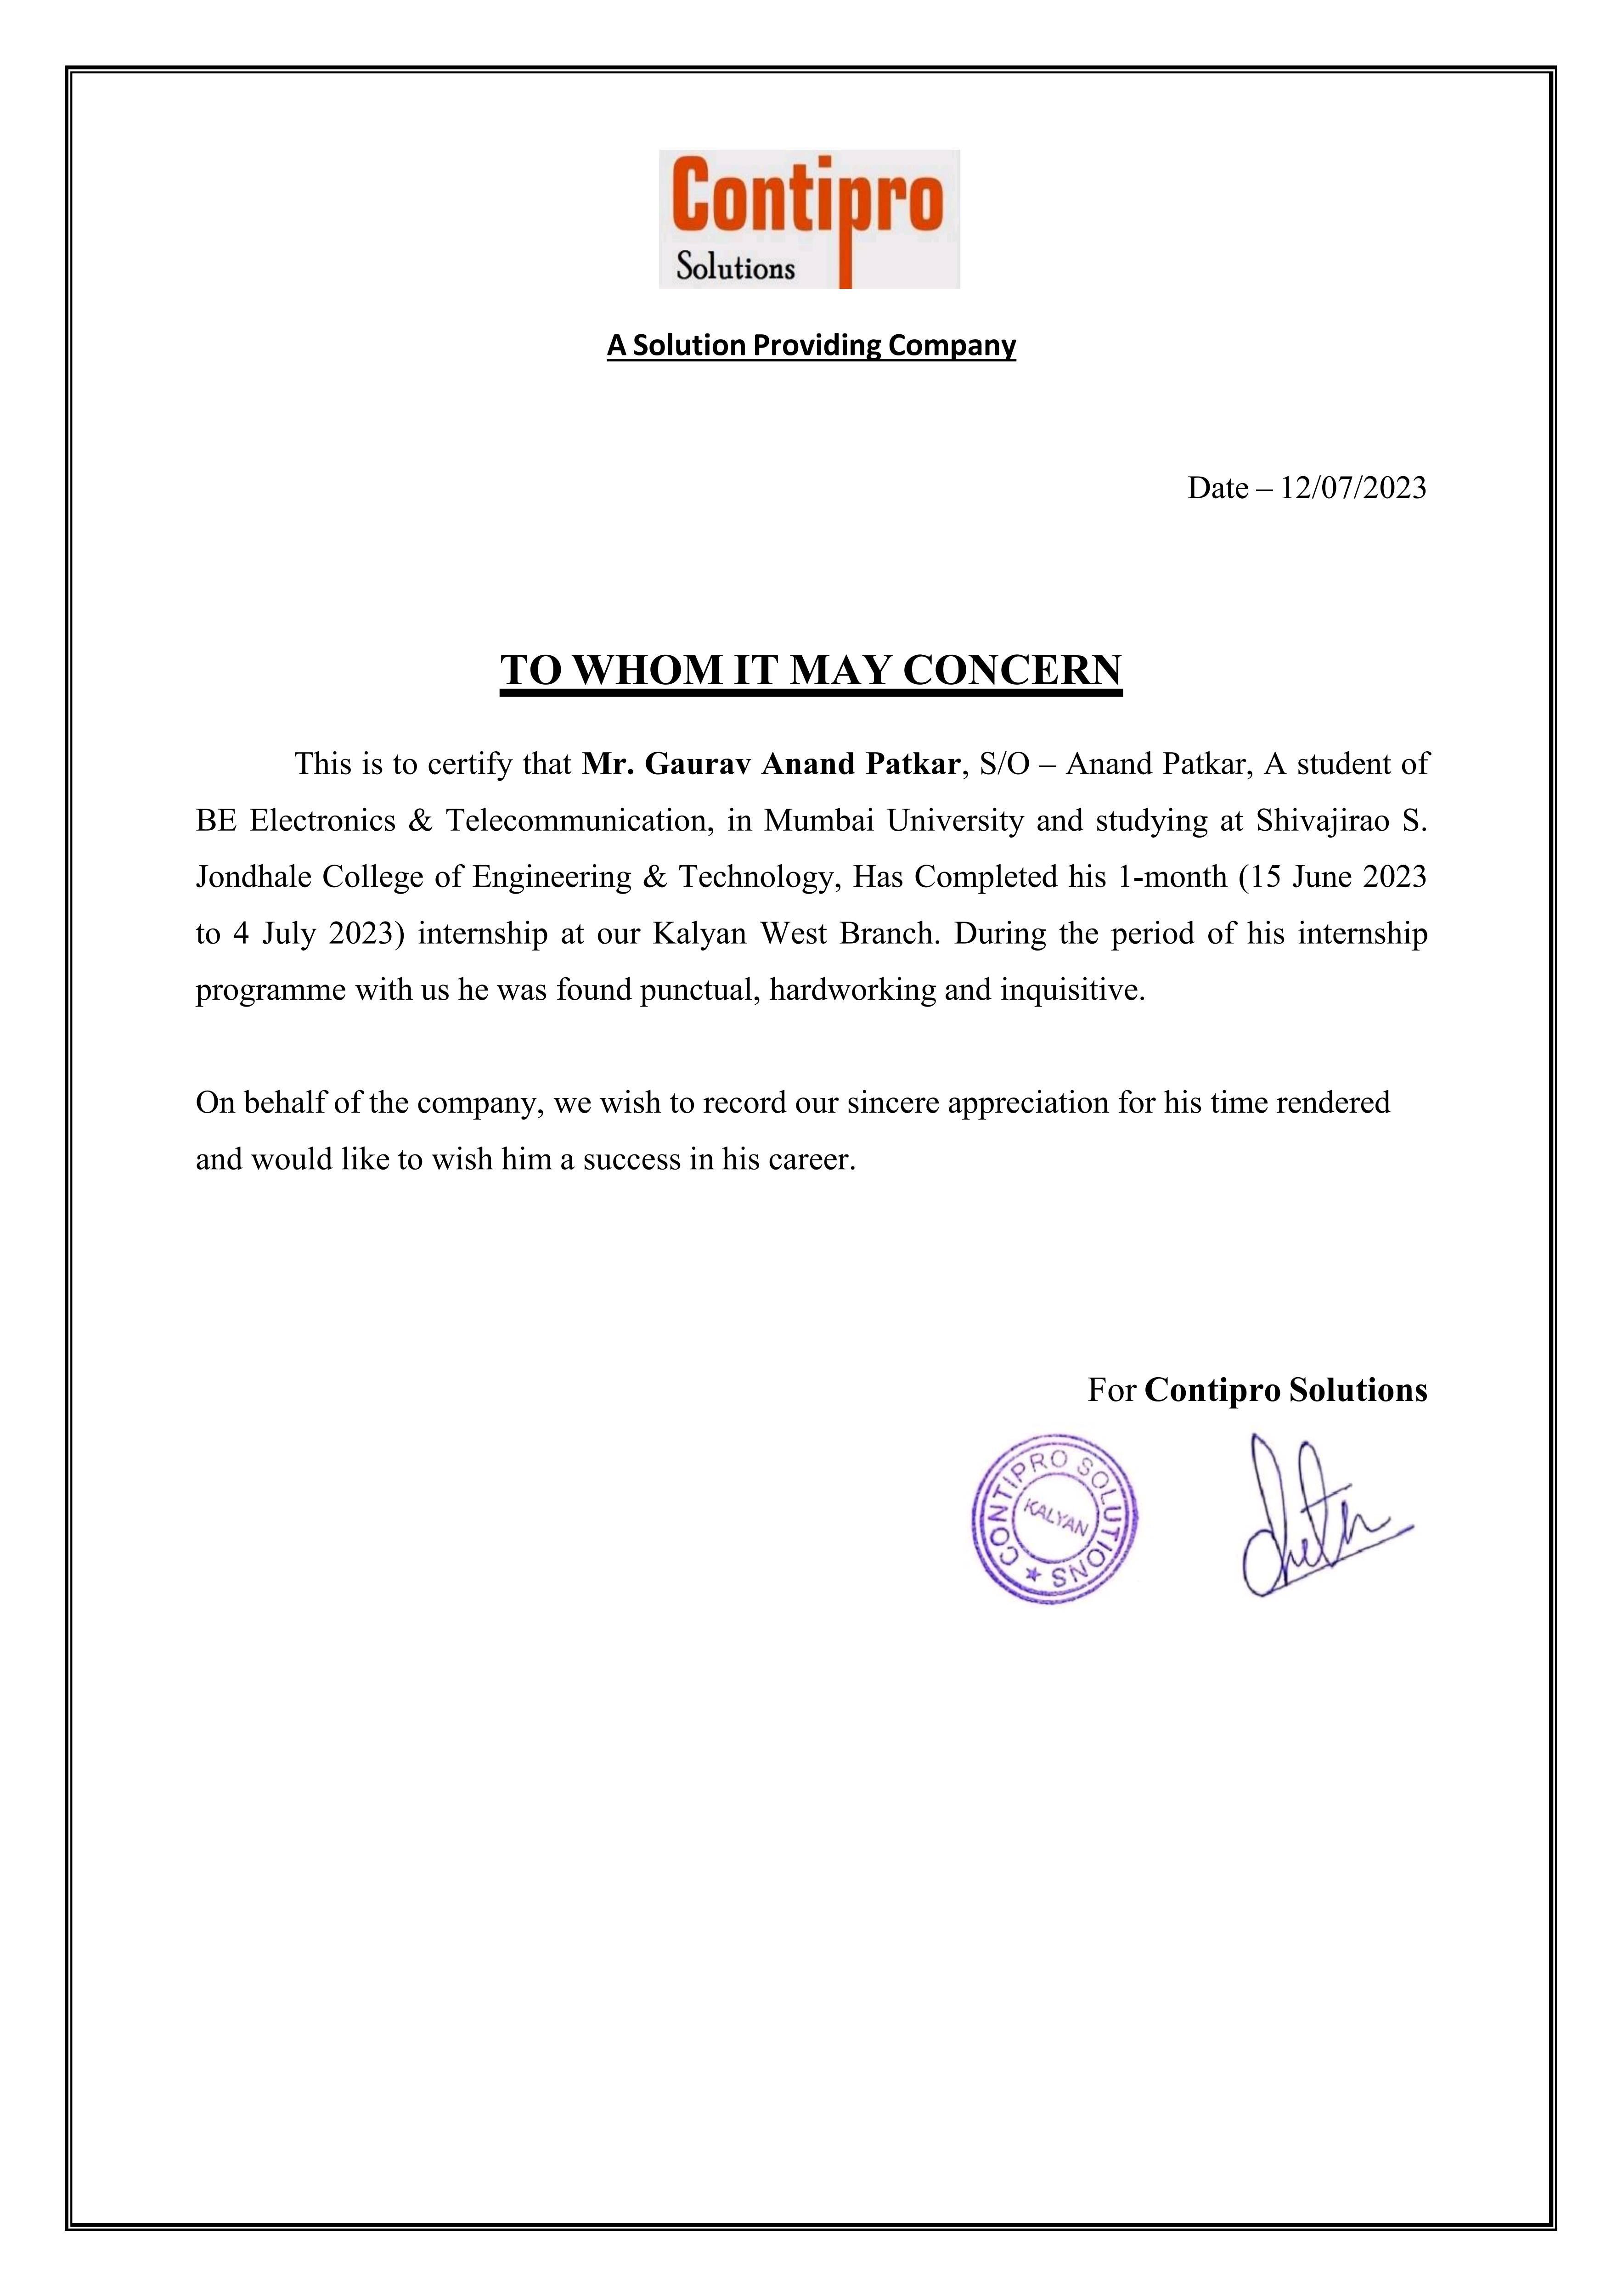 Contipro
Solutions
A Solution Providing Company
Date – 12/07/2023
TO WHOM IT MAY CONCERN
This is to certify that Mr. Gaurav Anand Patkar, S/O – Anand Patkar, A student of
BE Electronics & Telecommunication, in Mumbai University and studying at Shivajirao S.
Jondhale College of Engineering & Technology, Has Completed his 1-month (15 June 2023
to 4 July 2023) internship at our Kalyan West Branch. During the period of his internship
programme with us he was found punctual, hardworking and inquisitive.
On behalf of the company, we wish to record our sincere appreciation for his time rendered
and would like to wish him a success in his career.
For Contipro Solutions
CONTIPRO SOLUTIONS
KALYAN